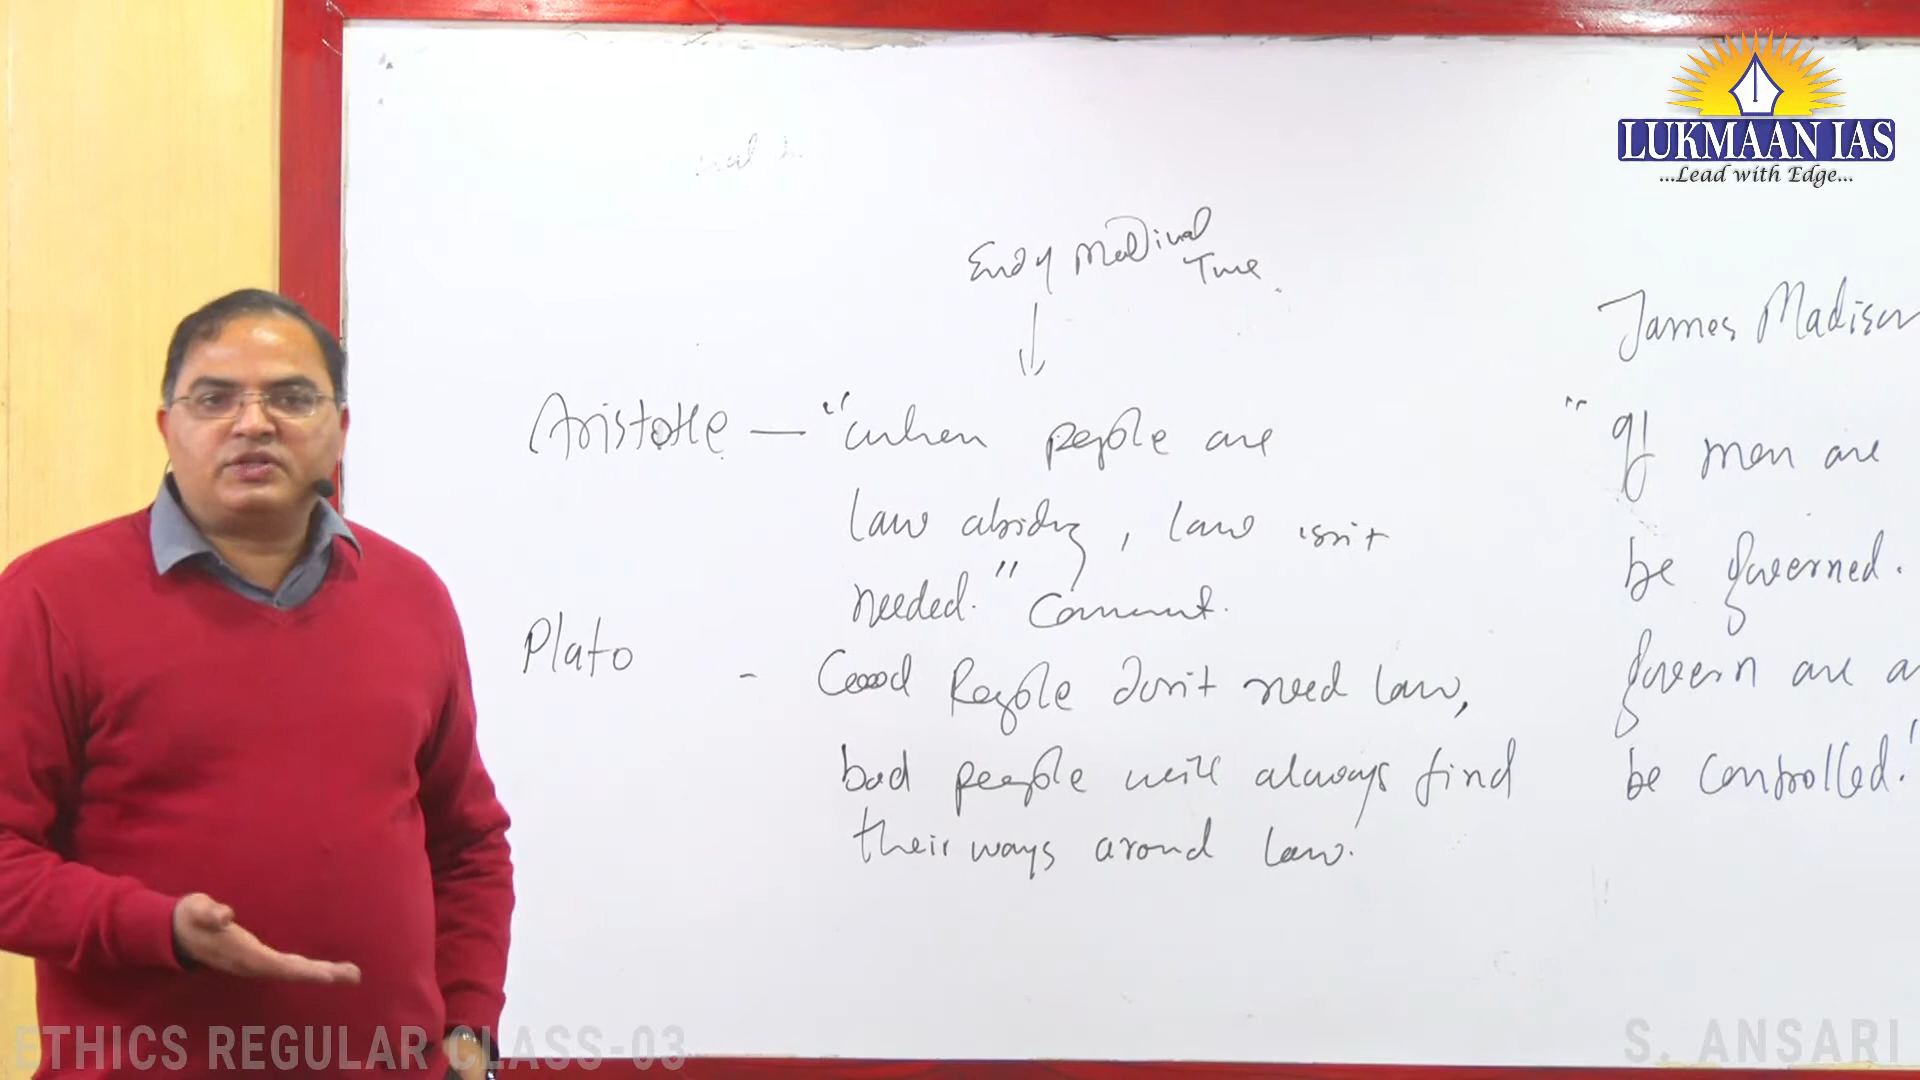 LUKMAAN IAS
...Lead with Edge...
End of Medival
Time
Aristotle — "when people are
law abiding, law isn't
needed." Comment.
Plato
- Good People don't need law,
bad people will always find
their ways around law.
James Madison
"If men are
be governed.
govern are
be controlled."
ETHICS REGULAR CLASS-03
S. ANSARI